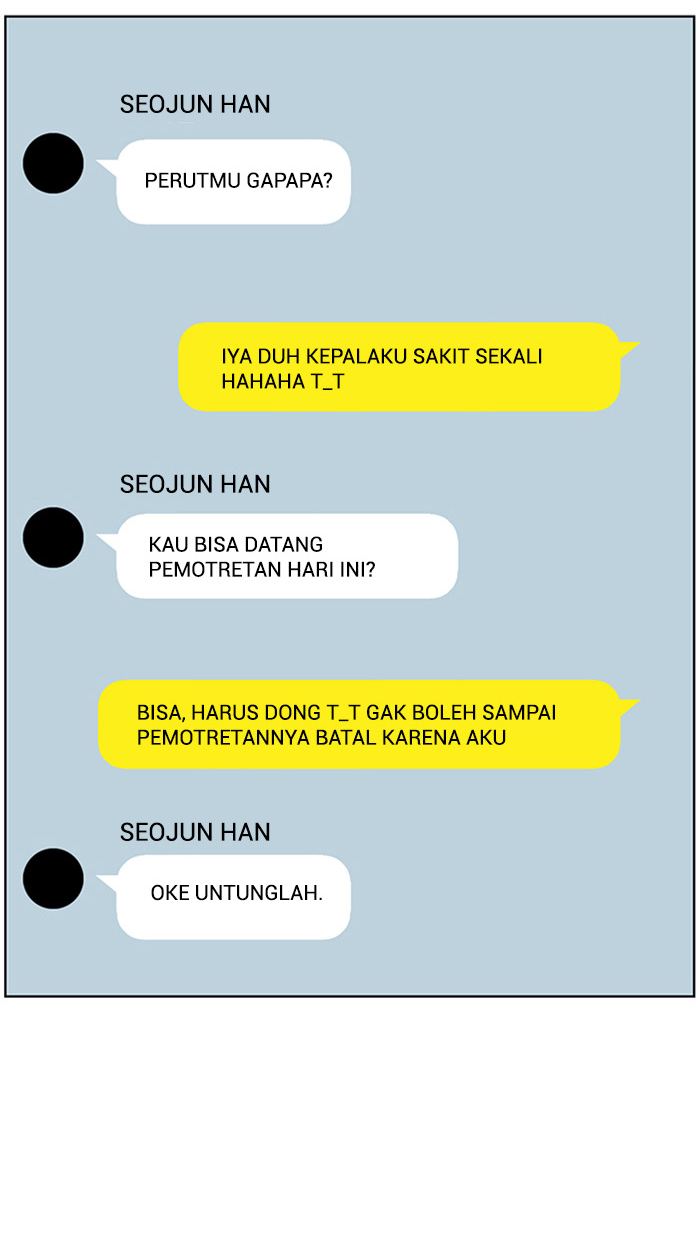 SEOJUN HAN
PERUTMU GAPAPA?
IYA DUH KEPALAKU SAKIT SEKALI
HAHAHA T_T
SEOJUN HAN
KAU BISA DATANG
PEMOTRETAN HARI INI?
BISA, HARUS DONG T_T GAK BOLEH SAMPAI
PEMOTRETANNYA BATAL KARENA AKU
SEOJUN HAN
OKE UNTUNGLAH.